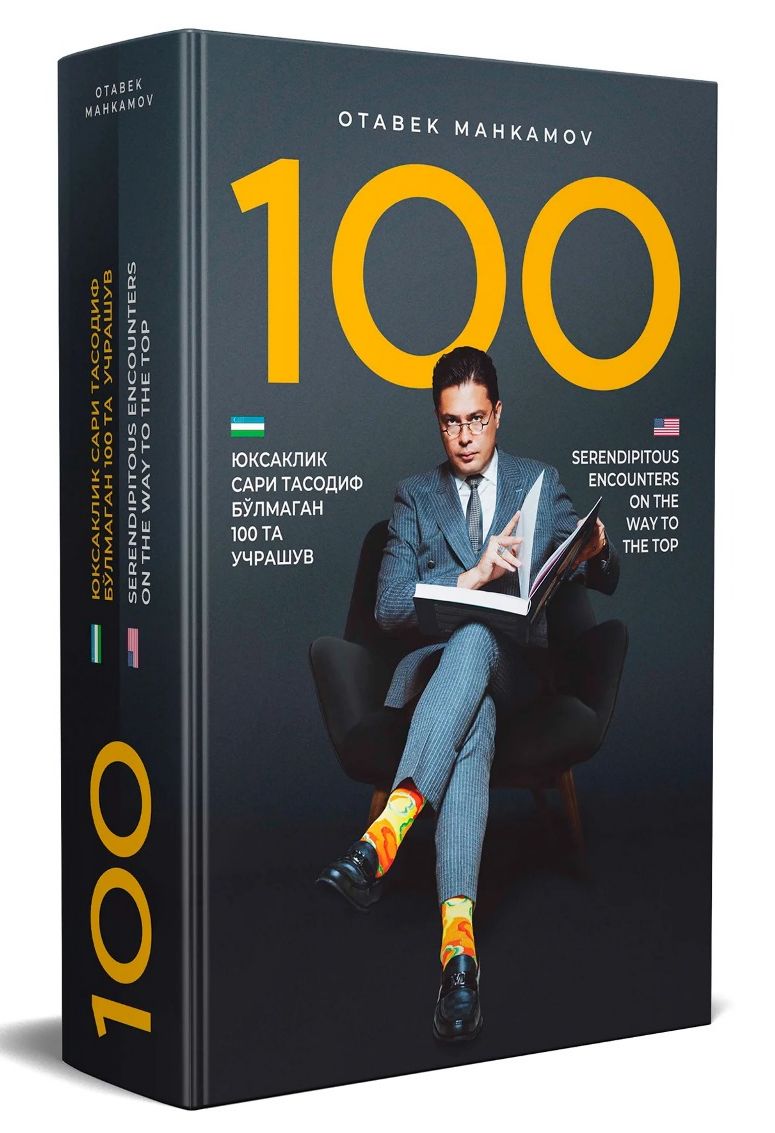 OTABEK
MAHKAMOV
ЮКСАКЛИК САРИ ТАСОДИФ
БЎЛМАГАН 100 ТА УЧРАШУВ
SERENDIPITOUS ENCOUNTERS
ON THE WAY TO THE TOP
100
OTABEK MAHKAMOV
100
ЮКСАКЛИК
САРИ ТАСОДИФ
БЎЛМАГАН
100 ТА
УЧРАШУВ
SERENDIPITOUS
ENCOUNTERS
ON THE
WAY TO
THE TOP